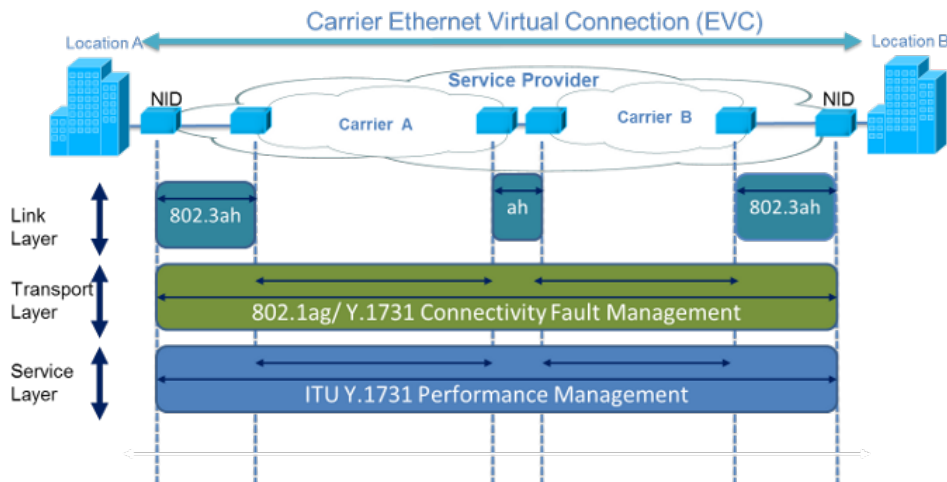 Carrier Ethernet Virtual Connection (EVC)
Location A
Location B
Service Provider
NID
NID
Carrier A
Carrier B
Link
Layer
802.3ah
ah
802.3ah
Transport
Layer
802.1ag/ Y.1731 Connectivity Fault Management
Service
Layer
ITU Y.1731 Performance Management